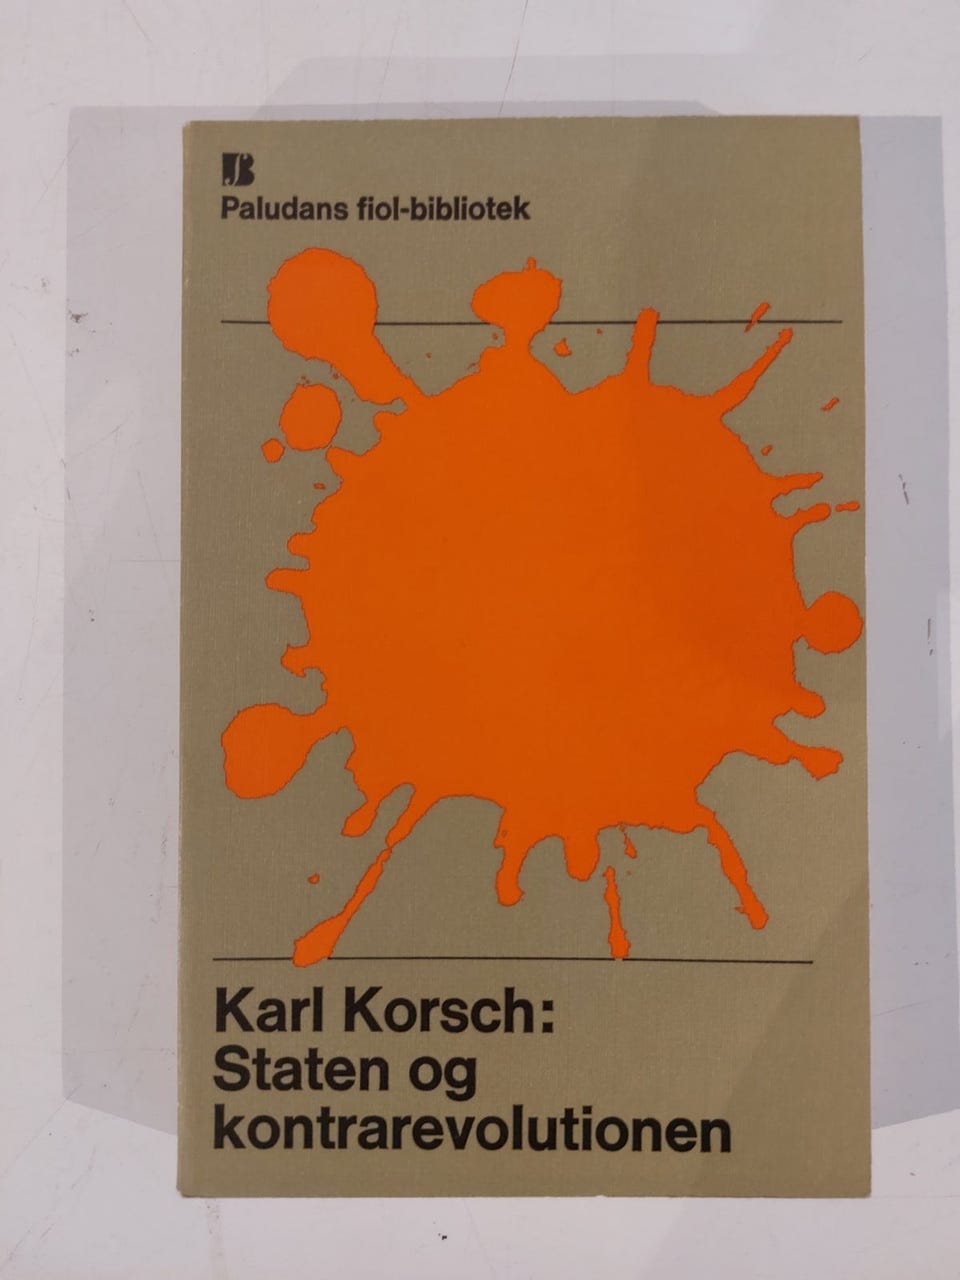 Paludans fiol-bibliotek
Karl Korsch:
Staten og
kontrarevolutionen